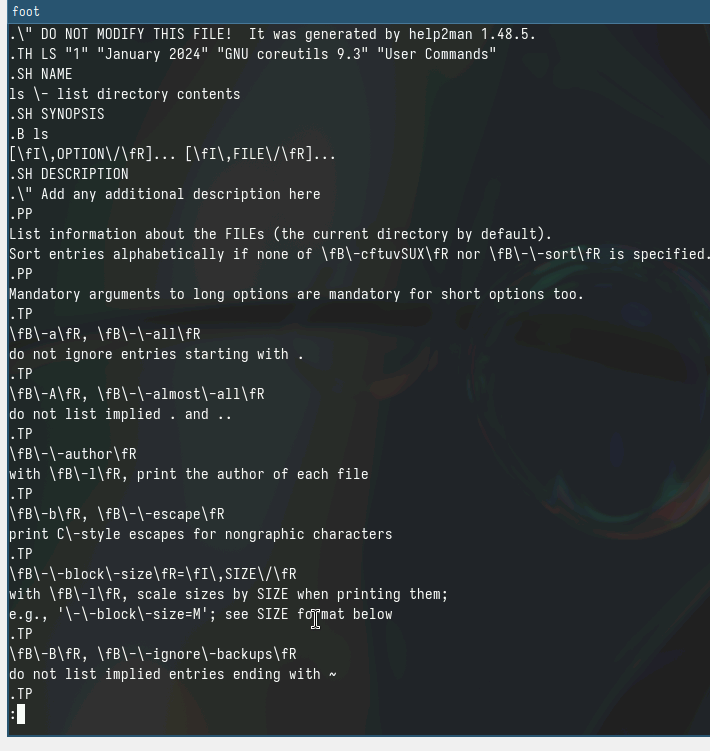 foot
.\" DO NOT MODIFY THIS FILE!  It was generated by help2man 1.48.5.
.TH LS "1" "January 2024" "GNU coreutils 9.3" "User Commands"
.SH NAME
ls \- list directory contents
.SH SYNOPSIS
.B ls
[\fI\,OPTION\/\fR]... [\fI\,FILE\/\fR]...
.SH DESCRIPTION
.\" Add any additional description here
.PP
List information about the FILEs (the current directory by default).
Sort entries alphabetically if none of \fB\-cftuvSUX\fR nor \fB\-\-sort\fR is specified.
.PP
Mandatory arguments to long options are mandatory for short options too.
.TP
\fB\-a\fR, \fB\-\-all\fR
do not ignore entries starting with .
.TP
\fB\-A\fR, \fB\-\-almost\-all\fR
do not list implied . and ..
.TP
\fB\-\-author\fR
with \fB\-l\fR, print the author of each file
.TP
\fB\-b\fR, \fB\-\-escape\fR
print C\-style escapes for nongraphic characters
.TP
\fB\-\-block\-size\fR=\fI\,SIZE\/\fR
with \fB\-l\fR, scale sizes by SIZE when printing them;
e.g., '\-\-block\-size=M'; see SIZE format below
.TP
\fB\-B\fR, \fB\-\-ignore\-backups\fR
do not list implied entries ending with ~
.TP
: